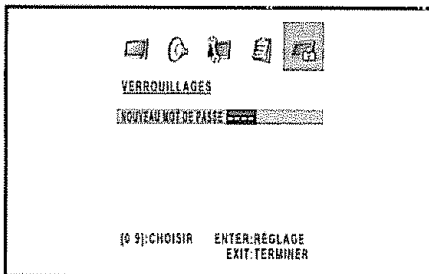 VERROUILLAGES
NOUVEAU MOT DE PASSE
[0 9]:CHOISIR ENTER:RÉGLAGE
EXIT:TERMINER